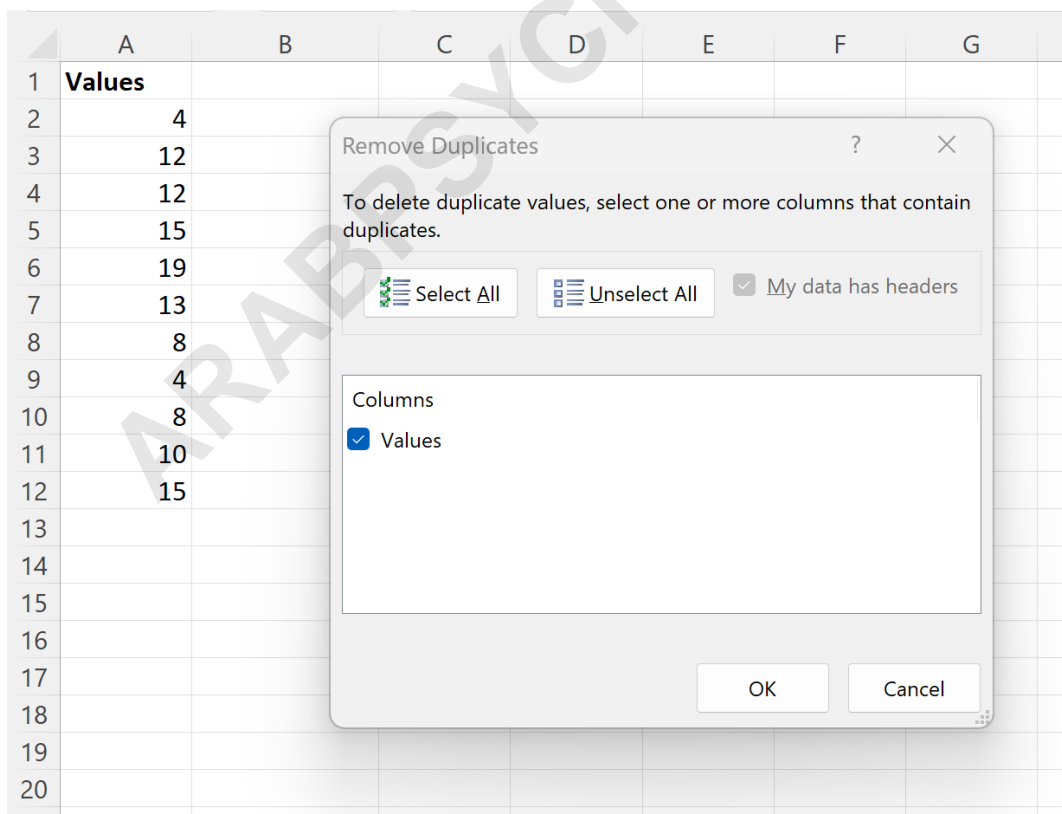 A B C D E F G
1 Values
2 4
3 12
4 12
5 15
6 19
7 13
8 8
9 4
10 8
11 10
12 15
13
14
15
16
17
18
19
20
Remove Duplicates ?
To delete duplicate values, select one or more columns that contain
duplicates.
Select All Unselect All My data has headers
Columns
Values
OK Cancel
ARABPSYC